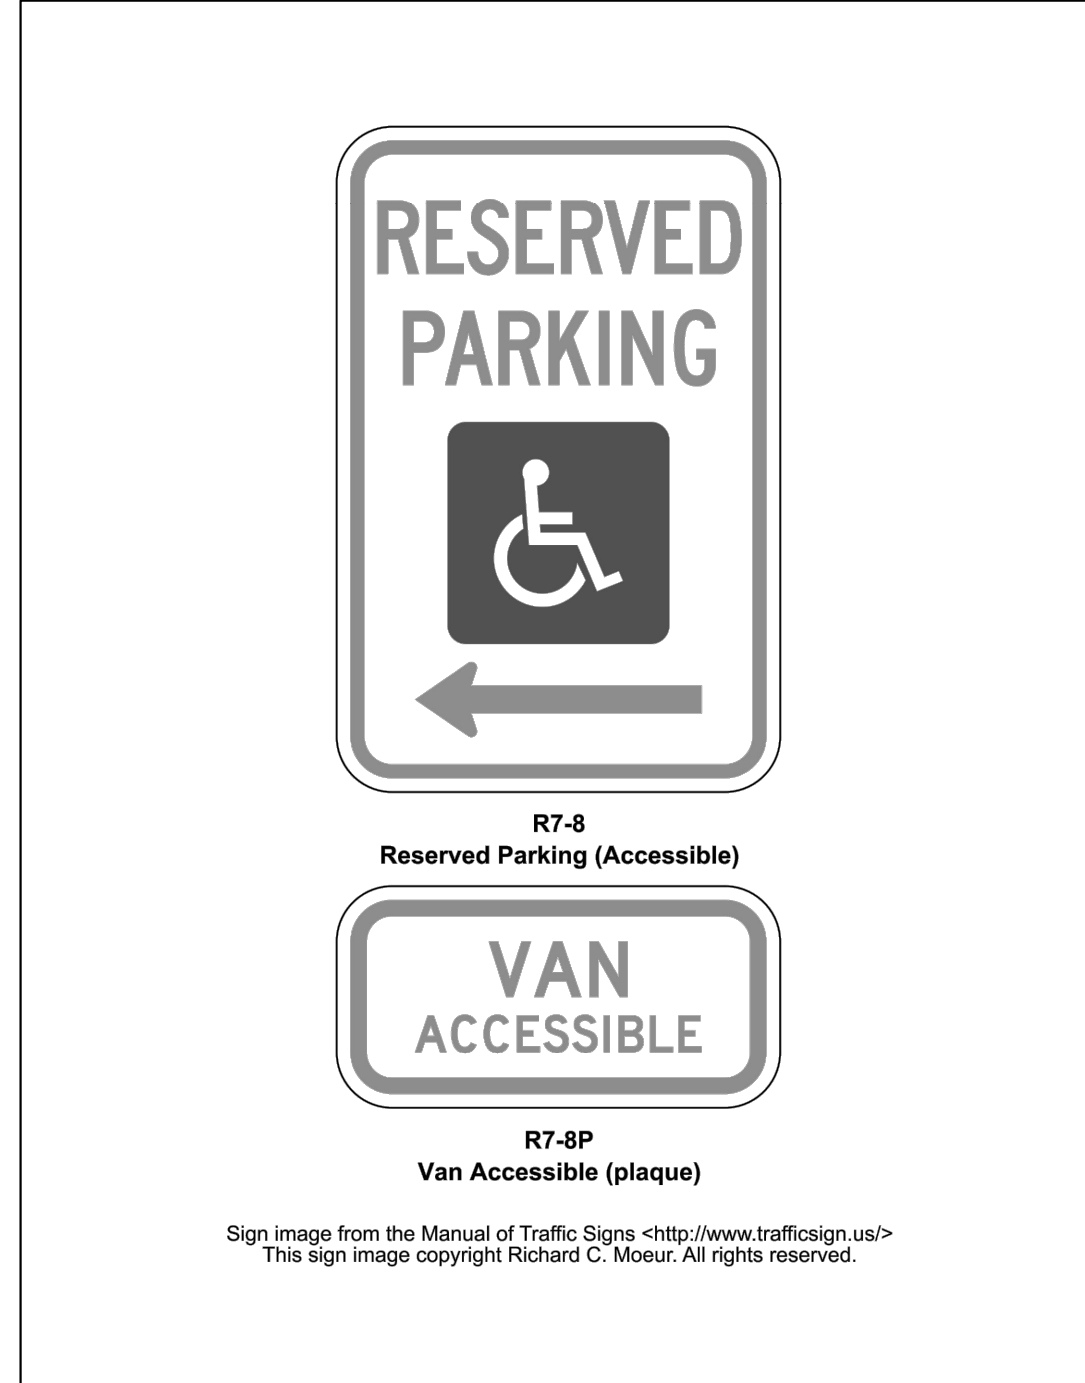 RESERVED
PARKING
R7-8
Reserved Parking (Accessible)
VAN
ACCESSIBLE
R7-8P
Van Accessible (plaque)
Sign image from the Manual of Traffic Signs <http://www.trafficsign.us/>
This sign image copyright Richard C. Moeur. All rights reserved.